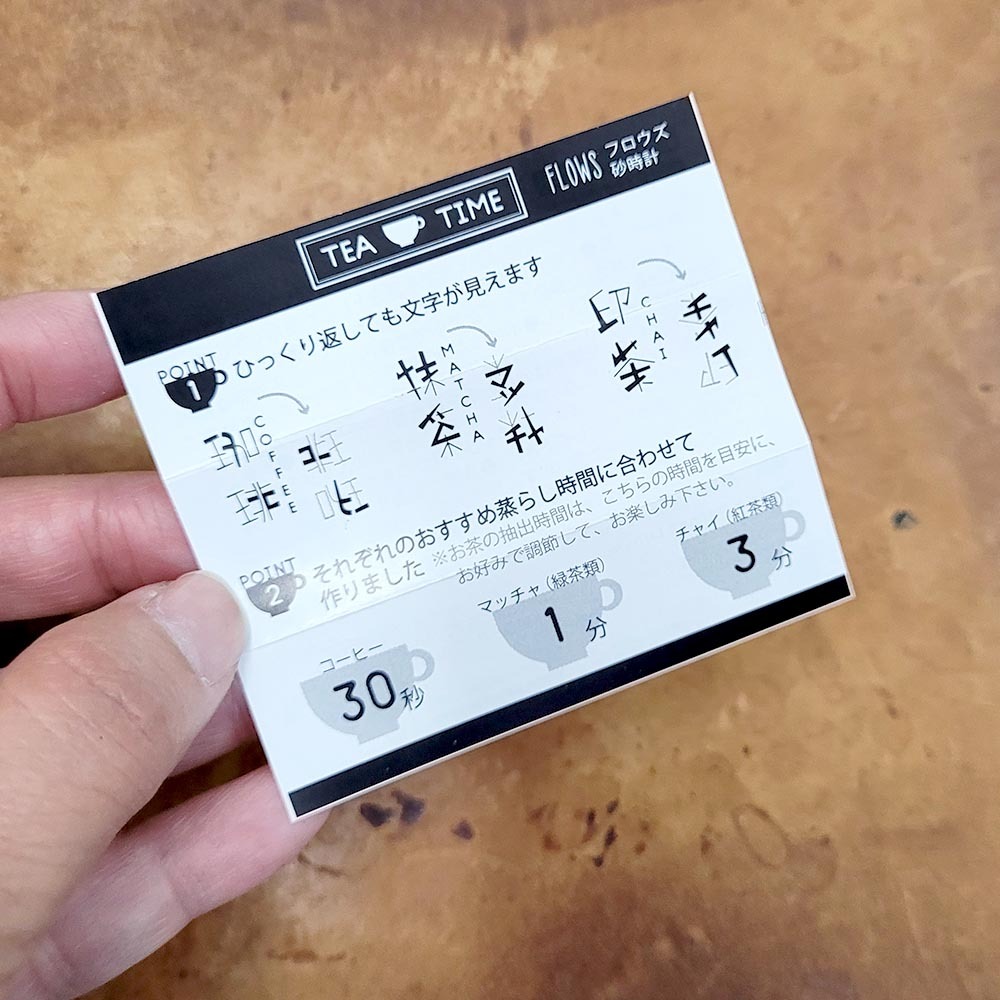 TEA TIME
FLOWS フロウズ
砂時計
POINT
1
ひっくり返しても文字が見えます
COFFEE
珈
琲
MATCHA
抹
茶
CHAI
印
茶
チャ
POINT
2
それぞれのおすすめ蒸らし時間に合わせて
作りました ※お茶の抽出時間は、こちらの時間を目安に、
お好みで調節して、お楽しみ下さい。
コーヒー
30秒
マッチャ(緑茶類)
1分
チャイ(紅茶類)
3分